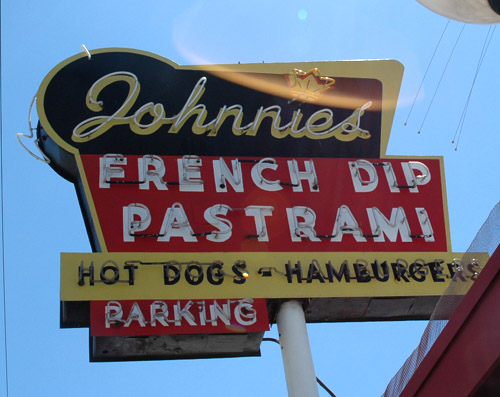 Johnnies
FRENCH DIP
PASTRAMI
HOT DOGS - HAMBURGERS
PARKING